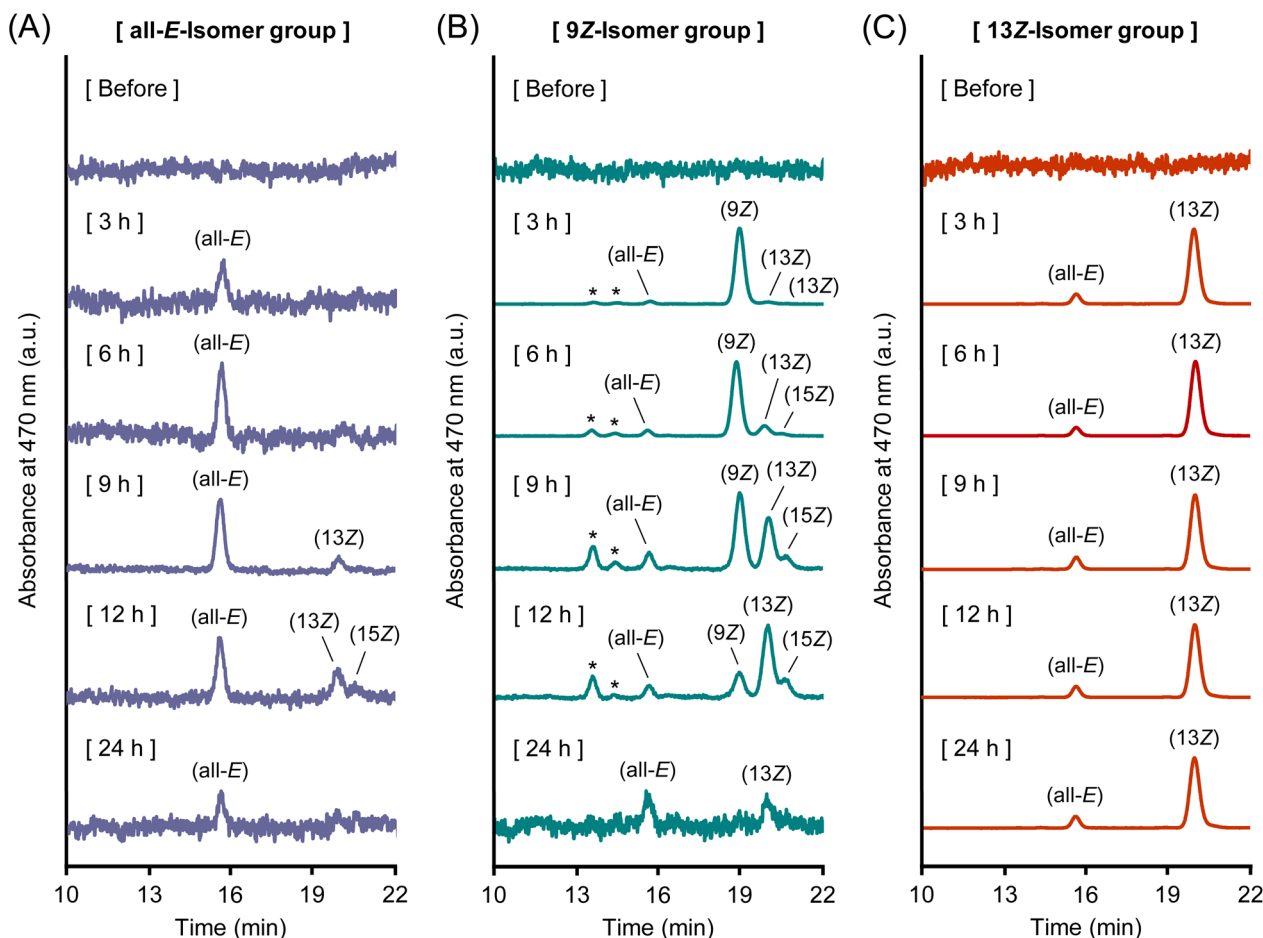 (A)
[ all-E-Isomer group ]
Absorbance at 470 nm (a.u.)
[ Before ]
[ 3 h ]
(all-E)
[ 6 h ]
(all-E)
[ 9 h ]
(all-E)
(13Z)
[ 12 h ]
(all-E)
(13Z)
(15Z)
[ 24 h ]
(all-E)
10 13 16 19 22
Time (min)
(B)
[ 9Z-Isomer group ]
Absorbance at 470 nm (a.u.)
[ Before ]
[ 3 h ]
(9Z)
(all-E)
(13Z)
(13Z)
* *
[ 6 h ]
(9Z)
(13Z)
(all-E)
(15Z)
* *
[ 9 h ]
(9Z)
(13Z)
(all-E)
(15Z)
* *
[ 12 h ]
(13Z)
(all-E)
(9Z)
(15Z)
* *
[ 24 h ]
(all-E)
(13Z)
10 13 16 19 22
Time (min)
(C)
[ 13Z-Isomer group ]
Absorbance at 470 nm (a.u.)
[ Before ]
[ 3 h ]
(13Z)
(all-E)
[ 6 h ]
(13Z)
(all-E)
[ 9 h ]
(13Z)
(all-E)
[ 12 h ]
(13Z)
(all-E)
[ 24 h ]
(13Z)
(all-E)
10 13 16 19 22
Time (min)